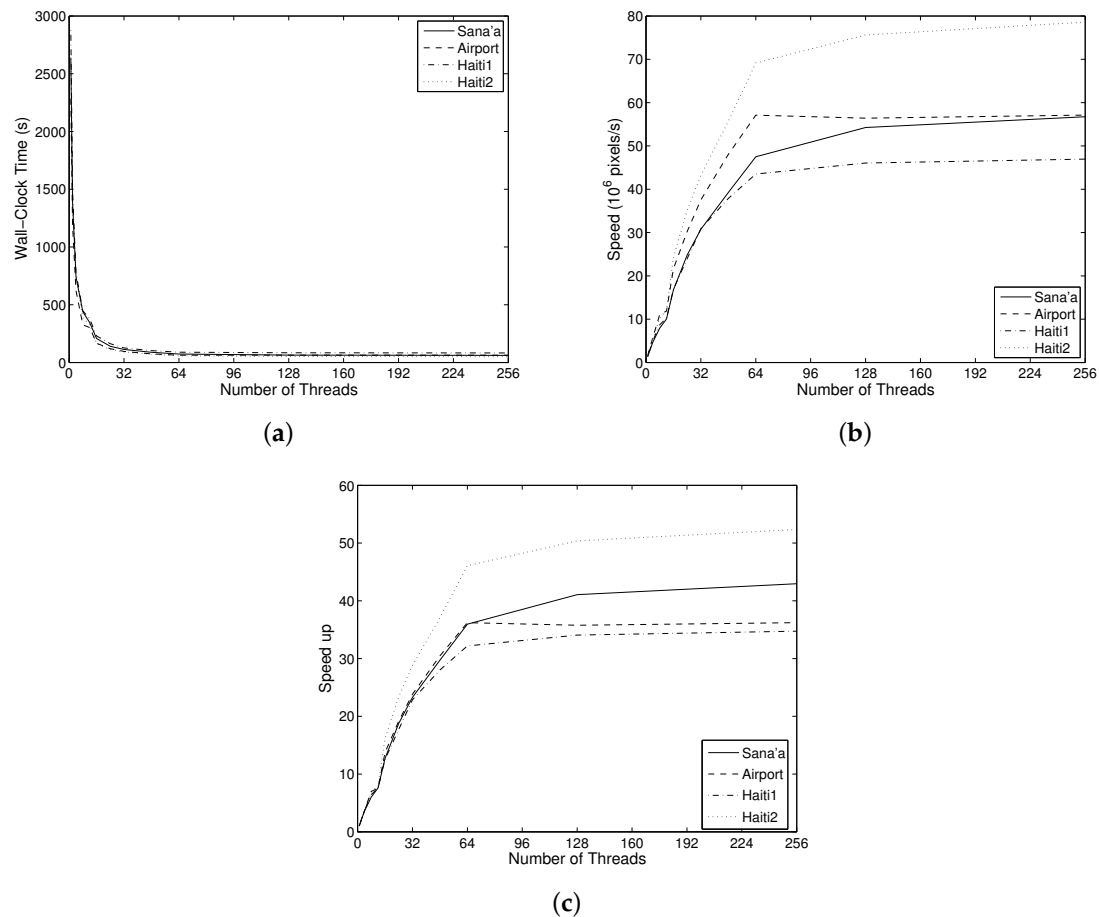 3000
2500
2000
1500
1000
500
0
Wall−Clock Time (s)
0 32 64 96 128 160 192 224 256
Number of Threads
Sana'a
Airport
Haiti1
Haiti2
(a)
80
70
60
50
40
30
20
10
0
Speed (10^6 pixels/s)
0 32 64 96 128 160 192 224 256
Number of Threads
Sana'a
Airport
Haiti1
Haiti2
(b)
60
50
40
30
20
10
0
Speed up
0 32 64 96 128 160 192 224 256
Number of Threads
Sana'a
Airport
Haiti1
Haiti2
(c)